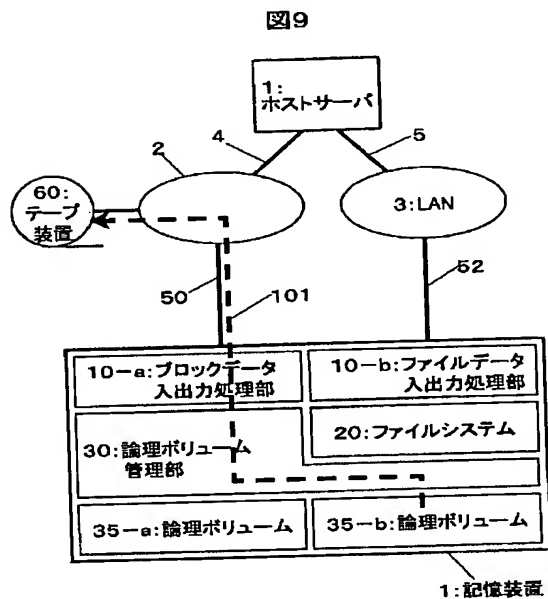 図9
1:
ホストサーバ
4
5
2
60:
テープ
装置
3:LAN
50
101
52
10-a:ブロックデータ
入出力処理部
10-b:ファイルデータ
入出力処理部
20:ファイルシステム
30:論理ボリューム
管理部
35-a:論理ボリューム
35-b:論理ボリューム
1:記憶装置